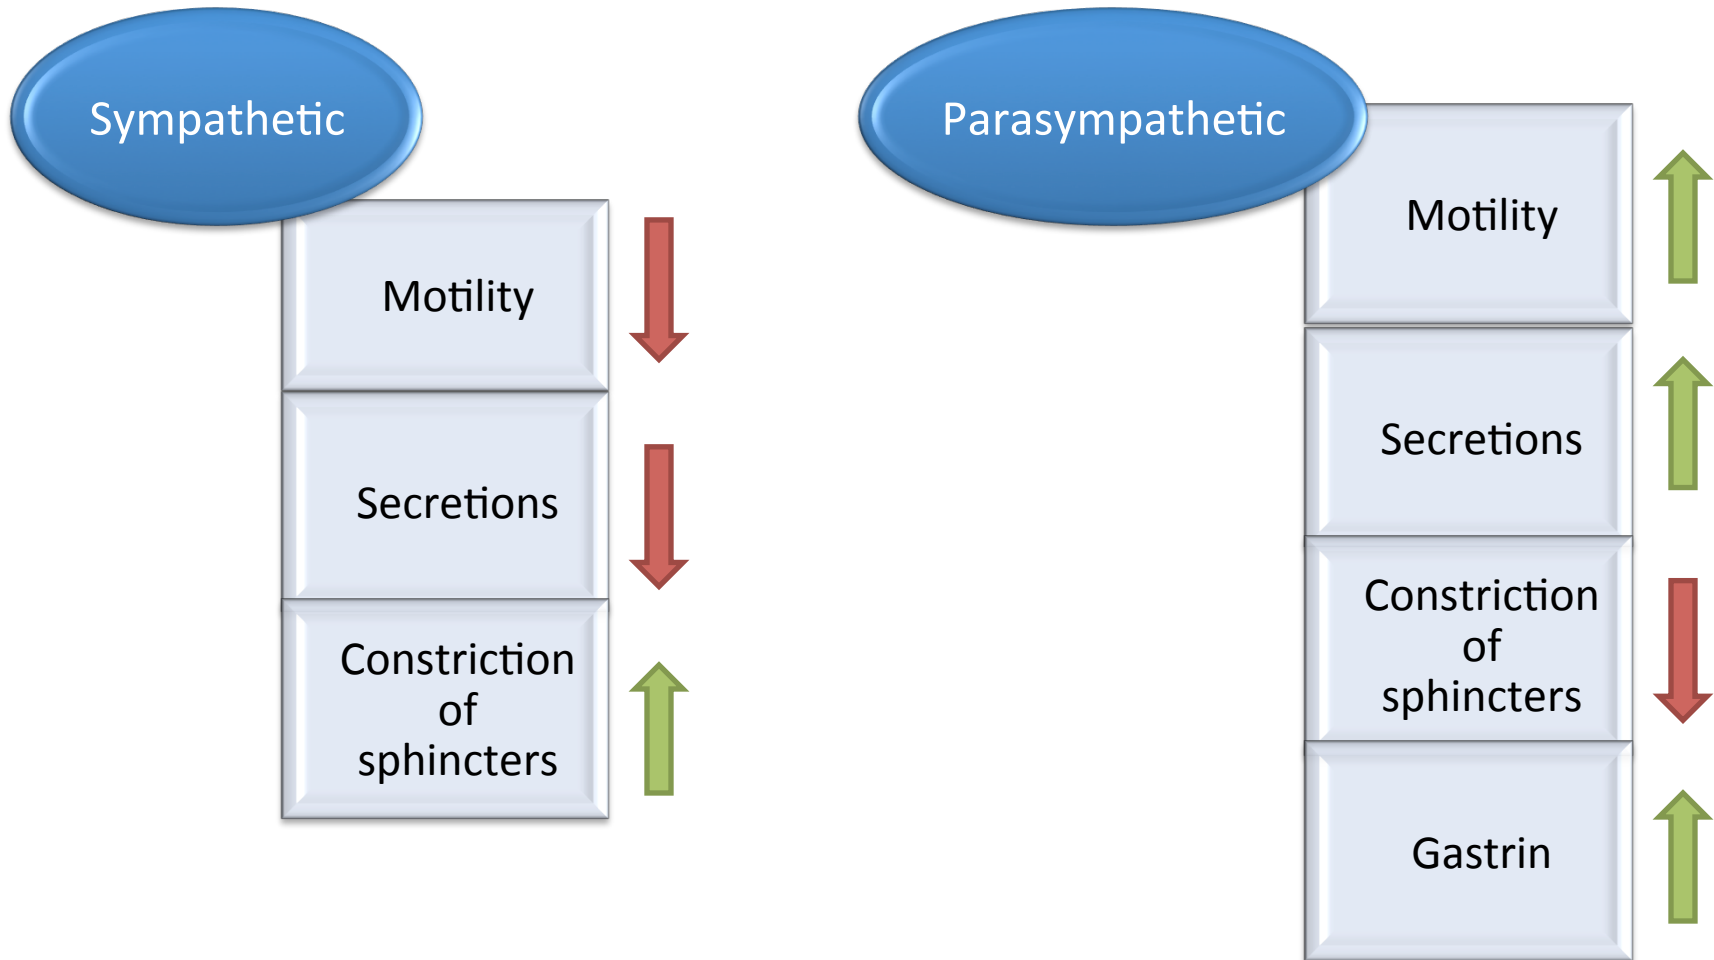 Sympathetic
Motility
Secretions
Constriction
of
sphincters
Parasympathetic
Motility
Secretions
Constriction
of
sphincters
Gastrin